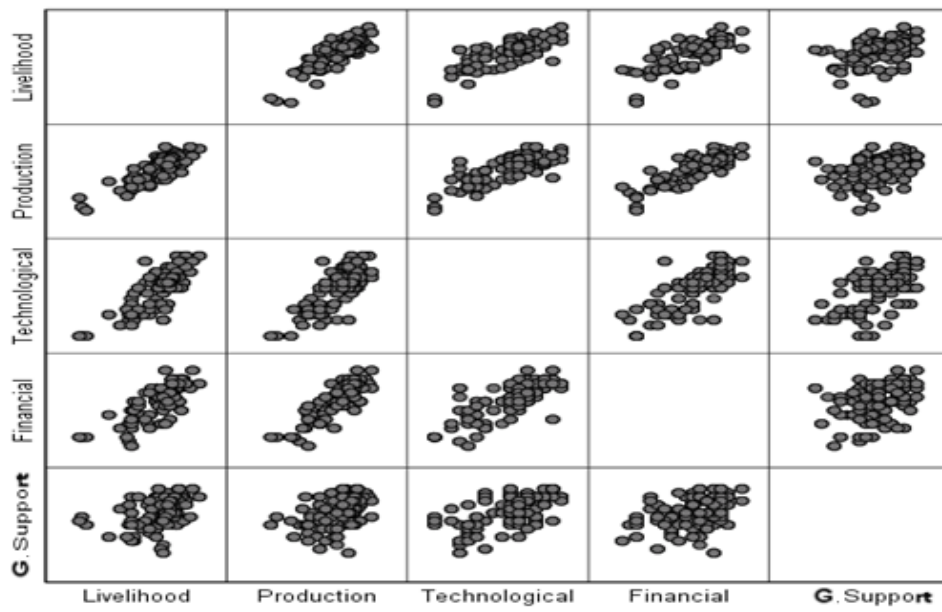 Livelihood
Production
Technological
Financial
G. Support
Livelihood
Production
Technological
Financial
G. Support